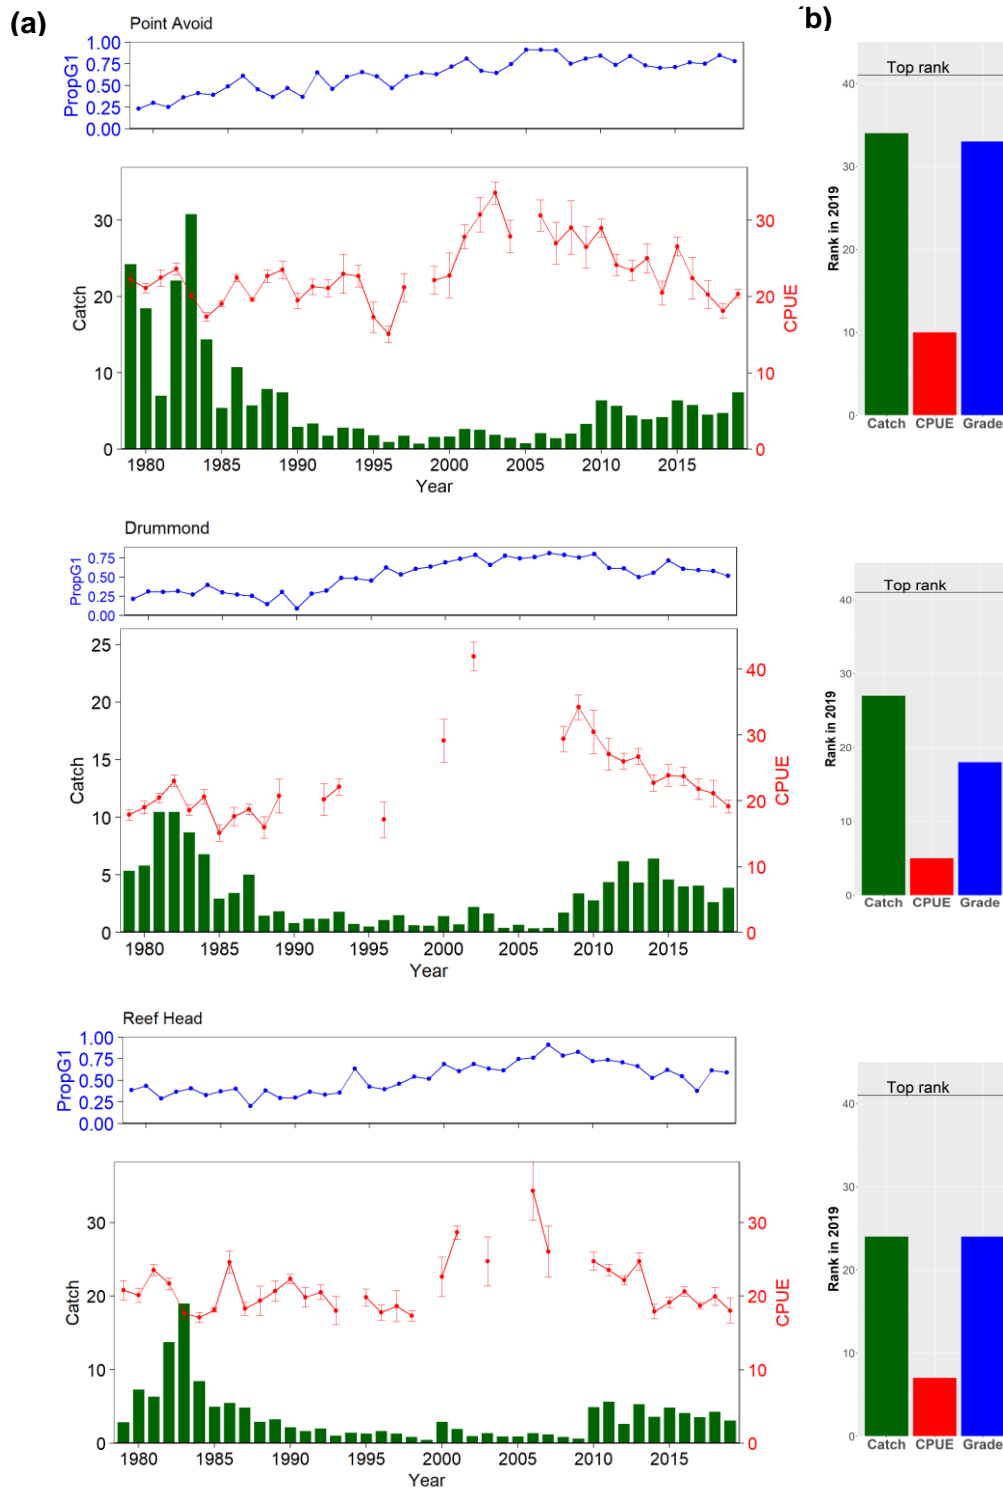 (a)
b)
Point Avoid
1.00
0.75
0.50
0.25
0.00
PropG1
30
20
10
0
Catch
30
20
10
0
CPUE
1980 1985 1990 1995 2000 2005 2010 2015
Year
Top rank
40
30
20
10
0
Rank in 2019
Catch CPUE Grade
Drummond
0.75
0.50
0.25
0.00
PropG1
25
20
15
10
5
0
Catch
40
30
20
10
0
CPUE
1980 1985 1990 1995 2000 2005 2010 2015
Year
Top rank
40
30
20
10
0
Rank in 2019
Catch CPUE Grade
Reef Head
1.00
0.75
0.50
0.25
0.00
PropG1
30
20
10
0
Catch
30
20
10
0
CPUE
1980 1985 1990 1995 2000 2005 2010 2015
Year
Top rank
40
30
20
10
0
Rank in 2019
Catch CPUE Grade